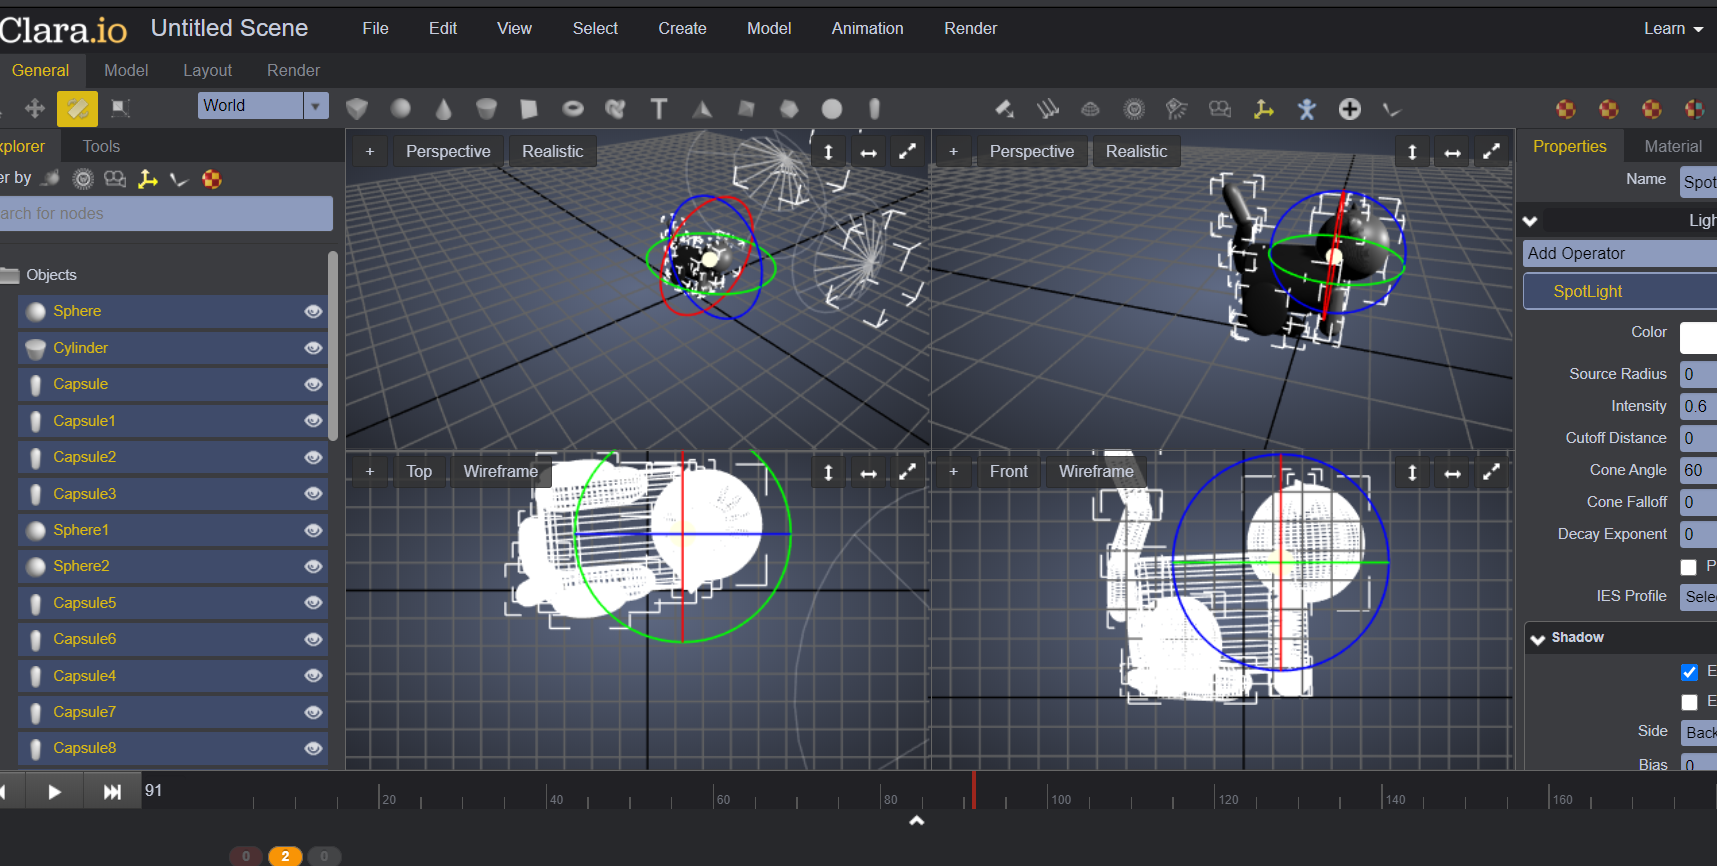 Clara.io Untitled Scene File Edit View Select Create Model Animation Render Learn
General Model Layout Render
World
xplorer Tools
er by
arch for nodes
Objects
Sphere
Cylinder
Capsule
Capsule1
Capsule2
Capsule3
Sphere1
Sphere2
Capsule5
Capsule6
Capsule4
Capsule7
Capsule8
+ Perspective Realistic
+ Perspective Realistic
+ Top Wireframe
+ Front Wireframe
Properties Material
Name Spot
Ligh
Add Operator
SpotLight
Color
Source Radius 0
Intensity 0.6
Cutoff Distance 0
Cone Angle 60
Cone Falloff 0
Decay Exponent 0
P
IES Profile Sele
Shadow
E
E
Side Back
Bias 0
91
20 40 60 80 100 120 140 160
0 2 0